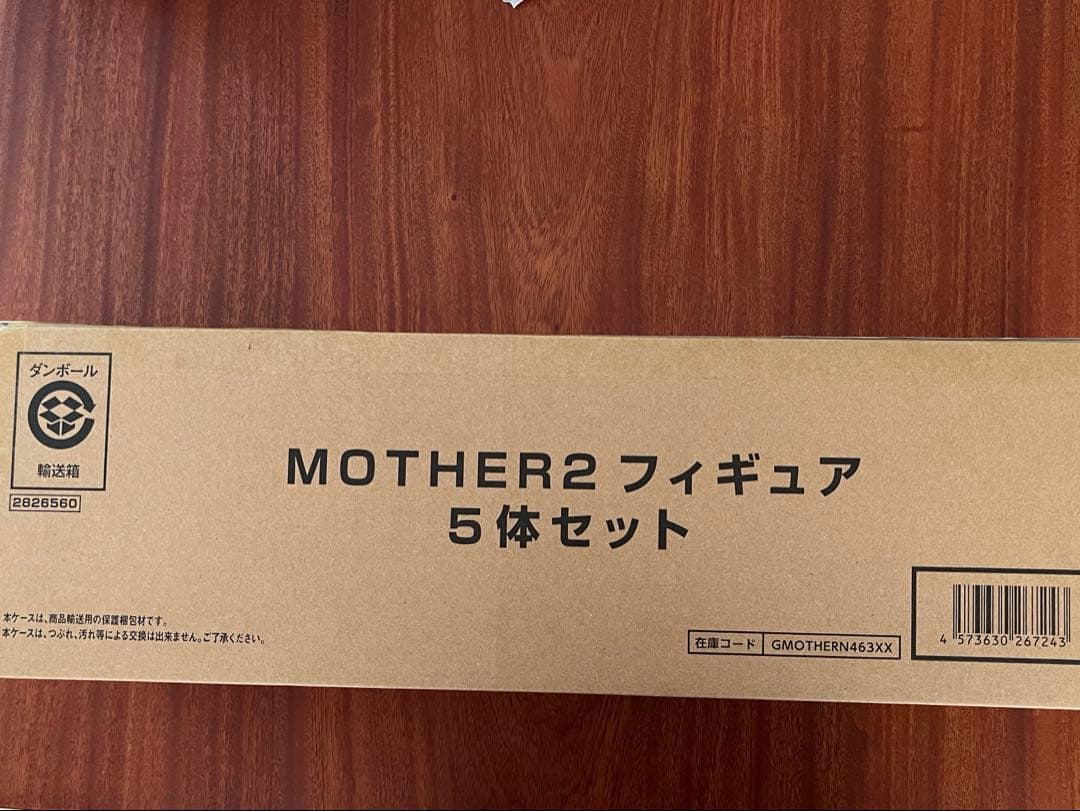 ダンボール
輸送箱
2826560
MOTHER2 フィギュア
5体セット
本ケースは、商品輸送用の保護梱包材です。
本ケースは、つぶれ、汚れ等による交換は出来ません。ご了承ください。
在庫コード GMOTHERN463XX
4 573630 267243